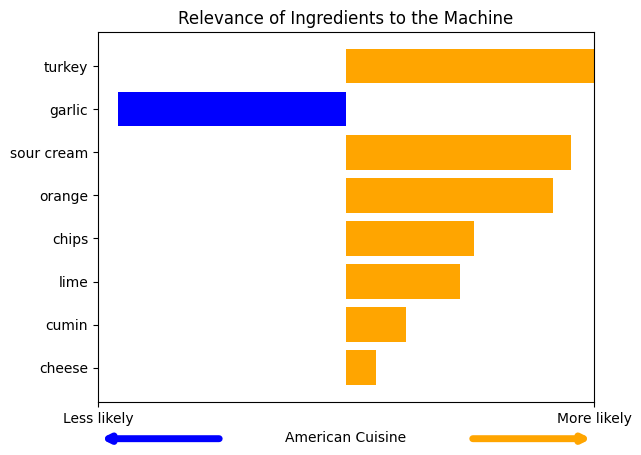 Relevance of Ingredients to the Machine
turkey
garlic
sour cream
orange
chips
lime
cumin
cheese
Less likely
More likely
American Cuisine